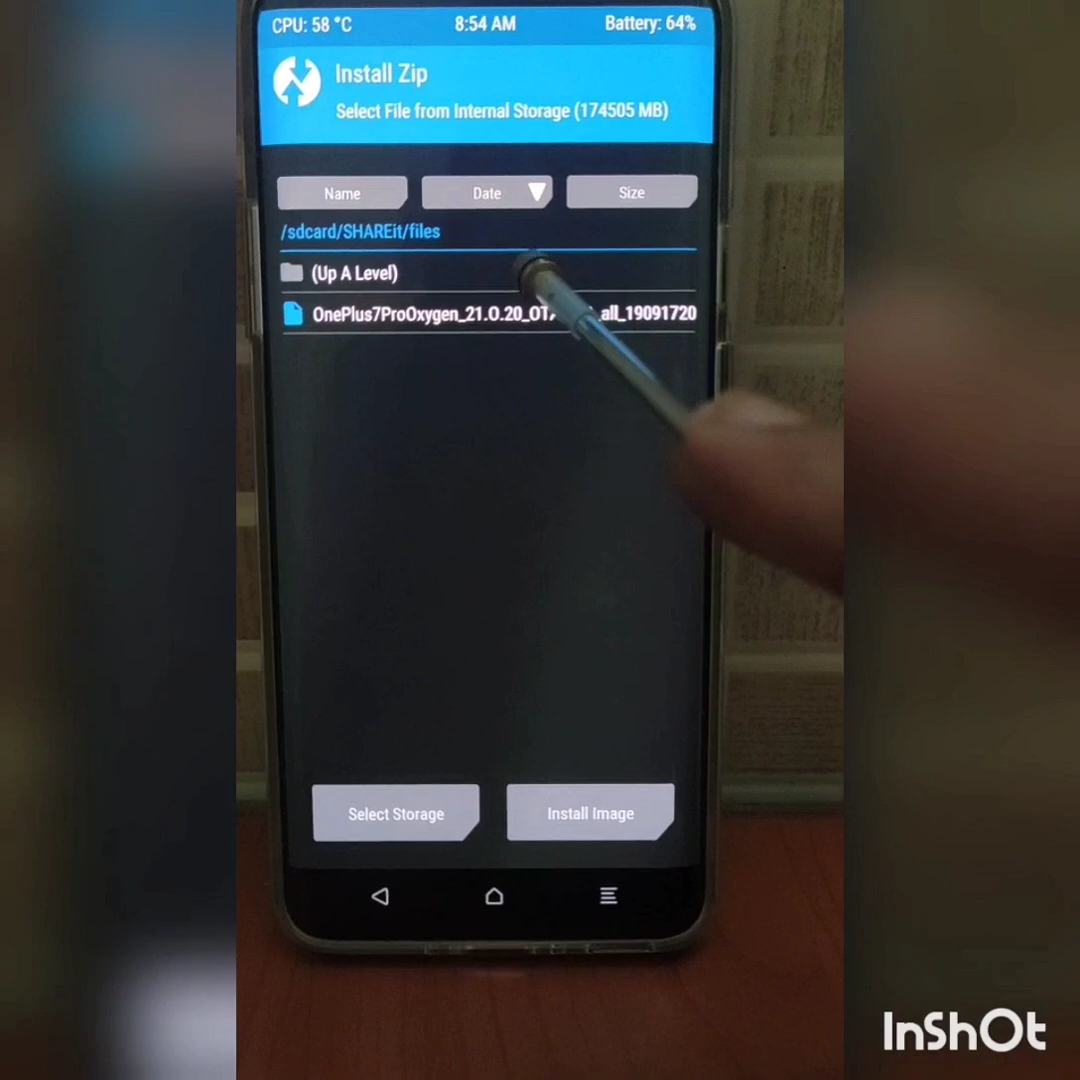 CPU: 58 °C 8:54 AM Battery: 64%
Install Zip
Select File from Internal Storage (174505 MB)
Name Date Size
/sdcard/SHAREit/files
(Up A Level)
OnePlus7ProOxygen_21.O.20_OTA all_19091720
Select Storage Install Image
InShOt